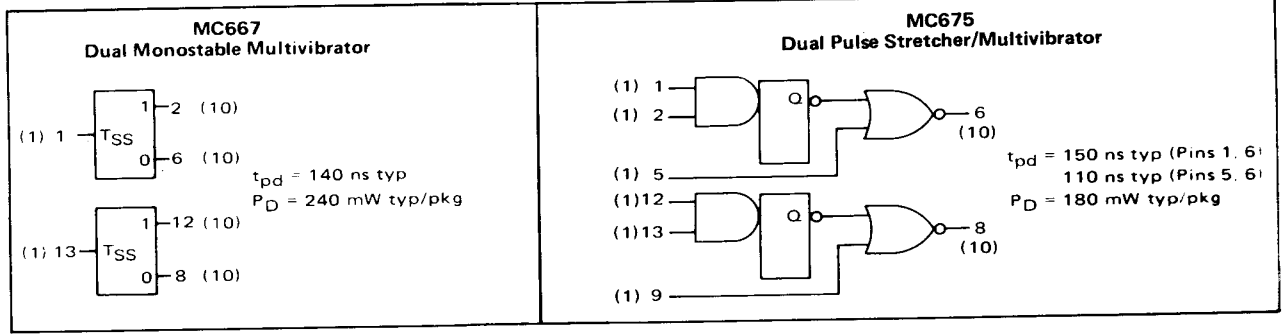 MC667
Dual Monostable Multivibrator
1 2 (10)
(1) 1 TSS
0 6 (10)
tpd = 140 ns typ
PD = 240 mW typ/pkg
1 12 (10)
(1) 13 TSS
0 8 (10)
MC675
Dual Pulse Stretcher/Multivibrator
(1) 1
(1) 2
Q
6
(10)
(1) 5
tpd = 150 ns typ (Pins 1, 6)
110 ns typ (Pins 5, 6)
PD = 180 mW typ/pkg
(1) 12
(1) 13
Q
8
(10)
(1) 9